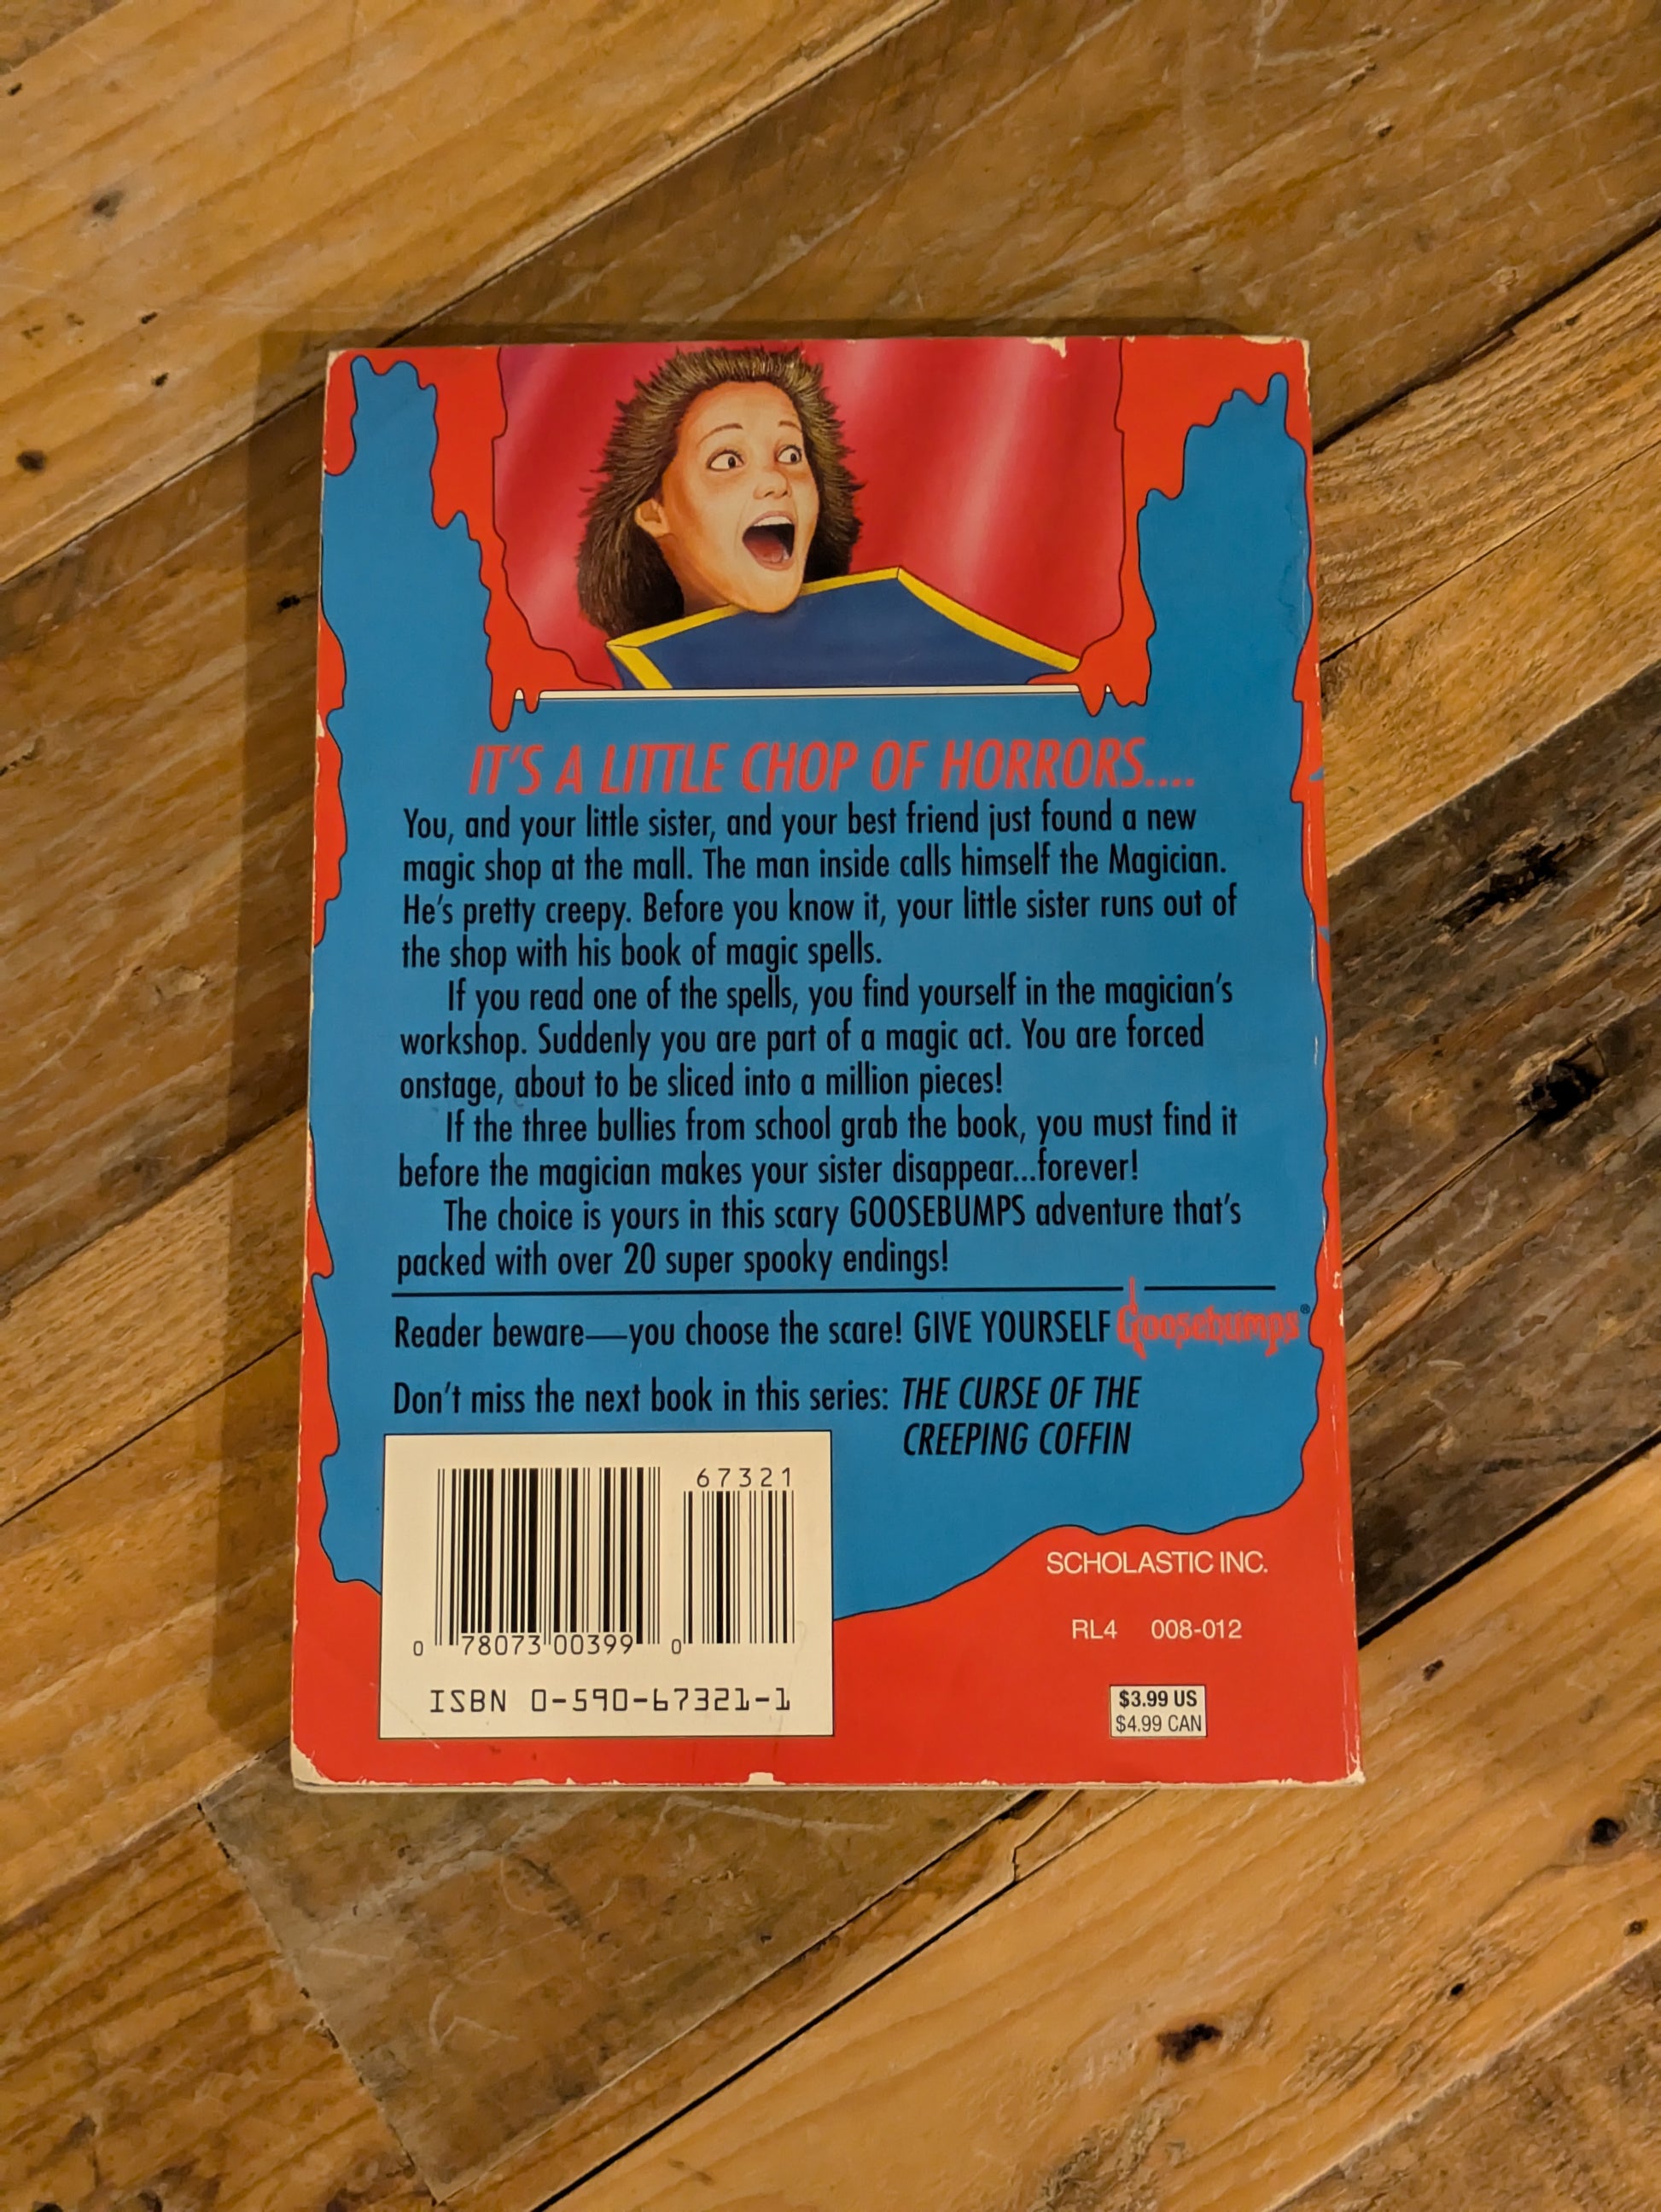 IT'S A LITTLE CHOP OF HORRORS....
You, and your little sister, and your best friend just found a new
magic shop at the mall. The man inside calls himself the Magician.
He's pretty creepy. Before you know it, your little sister runs out of
the shop with his book of magic spells.
If you read one of the spells, you find yourself in the magician's
workshop. Suddenly you are part of a magic act. You are forced
onstage, about to be sliced into a million pieces!
If the three bullies from school grab the book, you must find it
before the magician makes your sister disappear...forever!
The choice is yours in this scary GOOSEBUMPS adventure that's
packed with over 20 super spooky endings!
Reader beware—you choose the scare! GIVE YOURSELF Goosebumps®
Don't miss the next book in this series: THE CURSE OF THE
CREEPING COFFIN
67321
0 78073 00399 0
ISBN 0-590-67321-1
SCHOLASTIC INC.
RL4 008-012
$3.99 US
$4.99 CAN